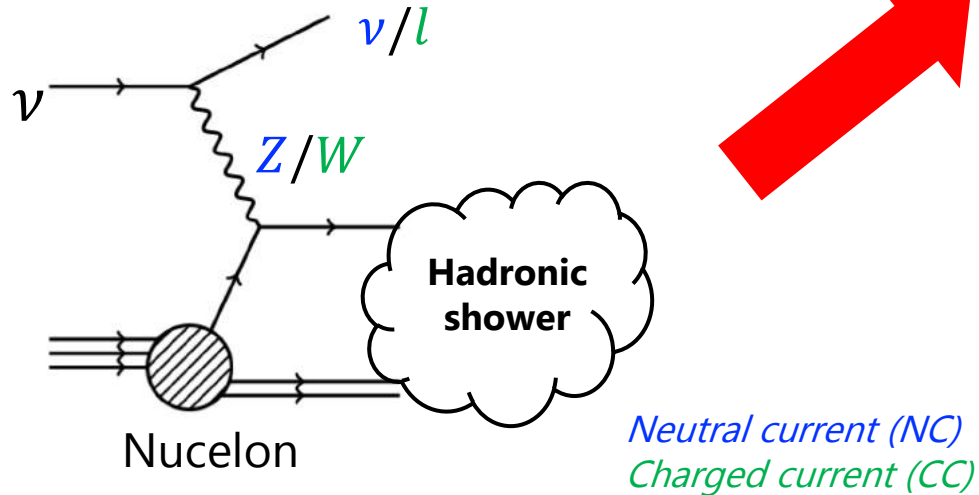 ν/l
ν
Z/W
Hadronic
shower
Nucelon
Neutral current (NC)
Charged current (CC)